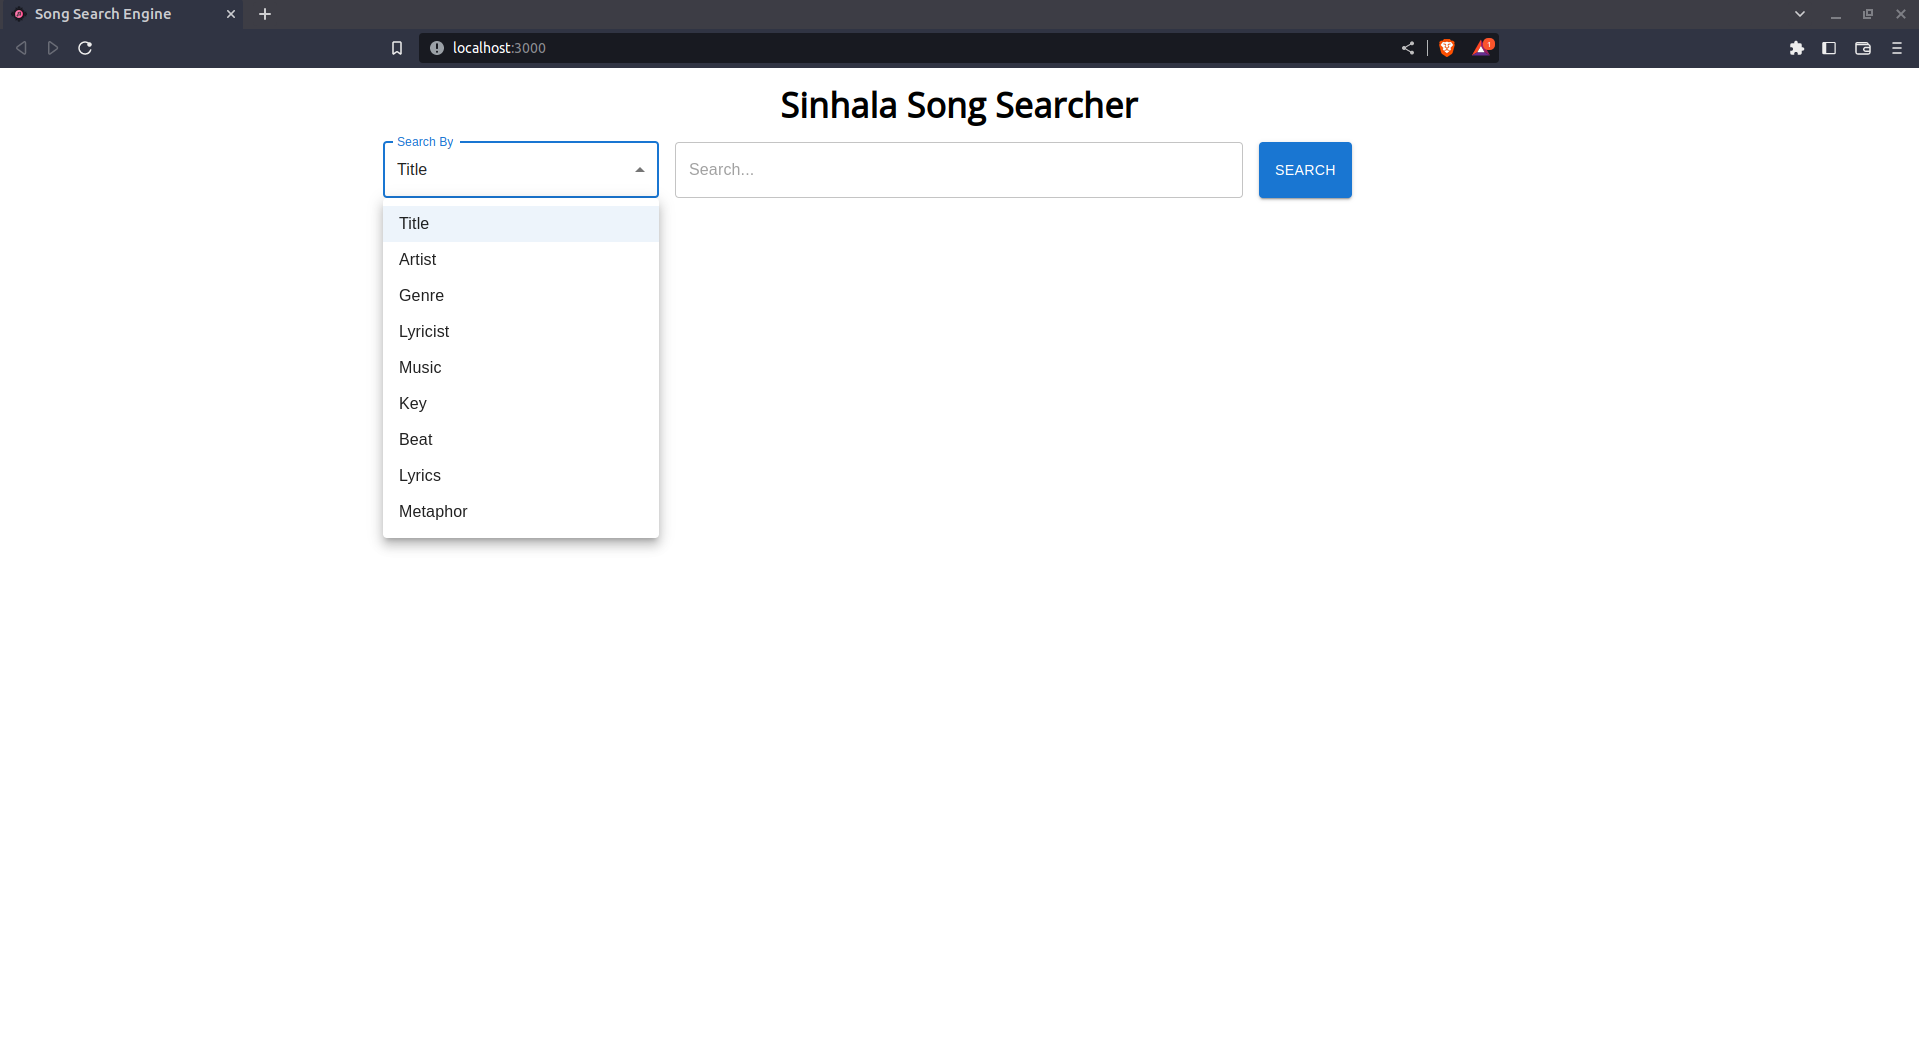 Song Search Engine
localhost:3000
1
Sinhala Song Searcher
Search By
Title
Search...
SEARCH
Title
Artist
Genre
Lyricist
Music
Key
Beat
Lyrics
Metaphor